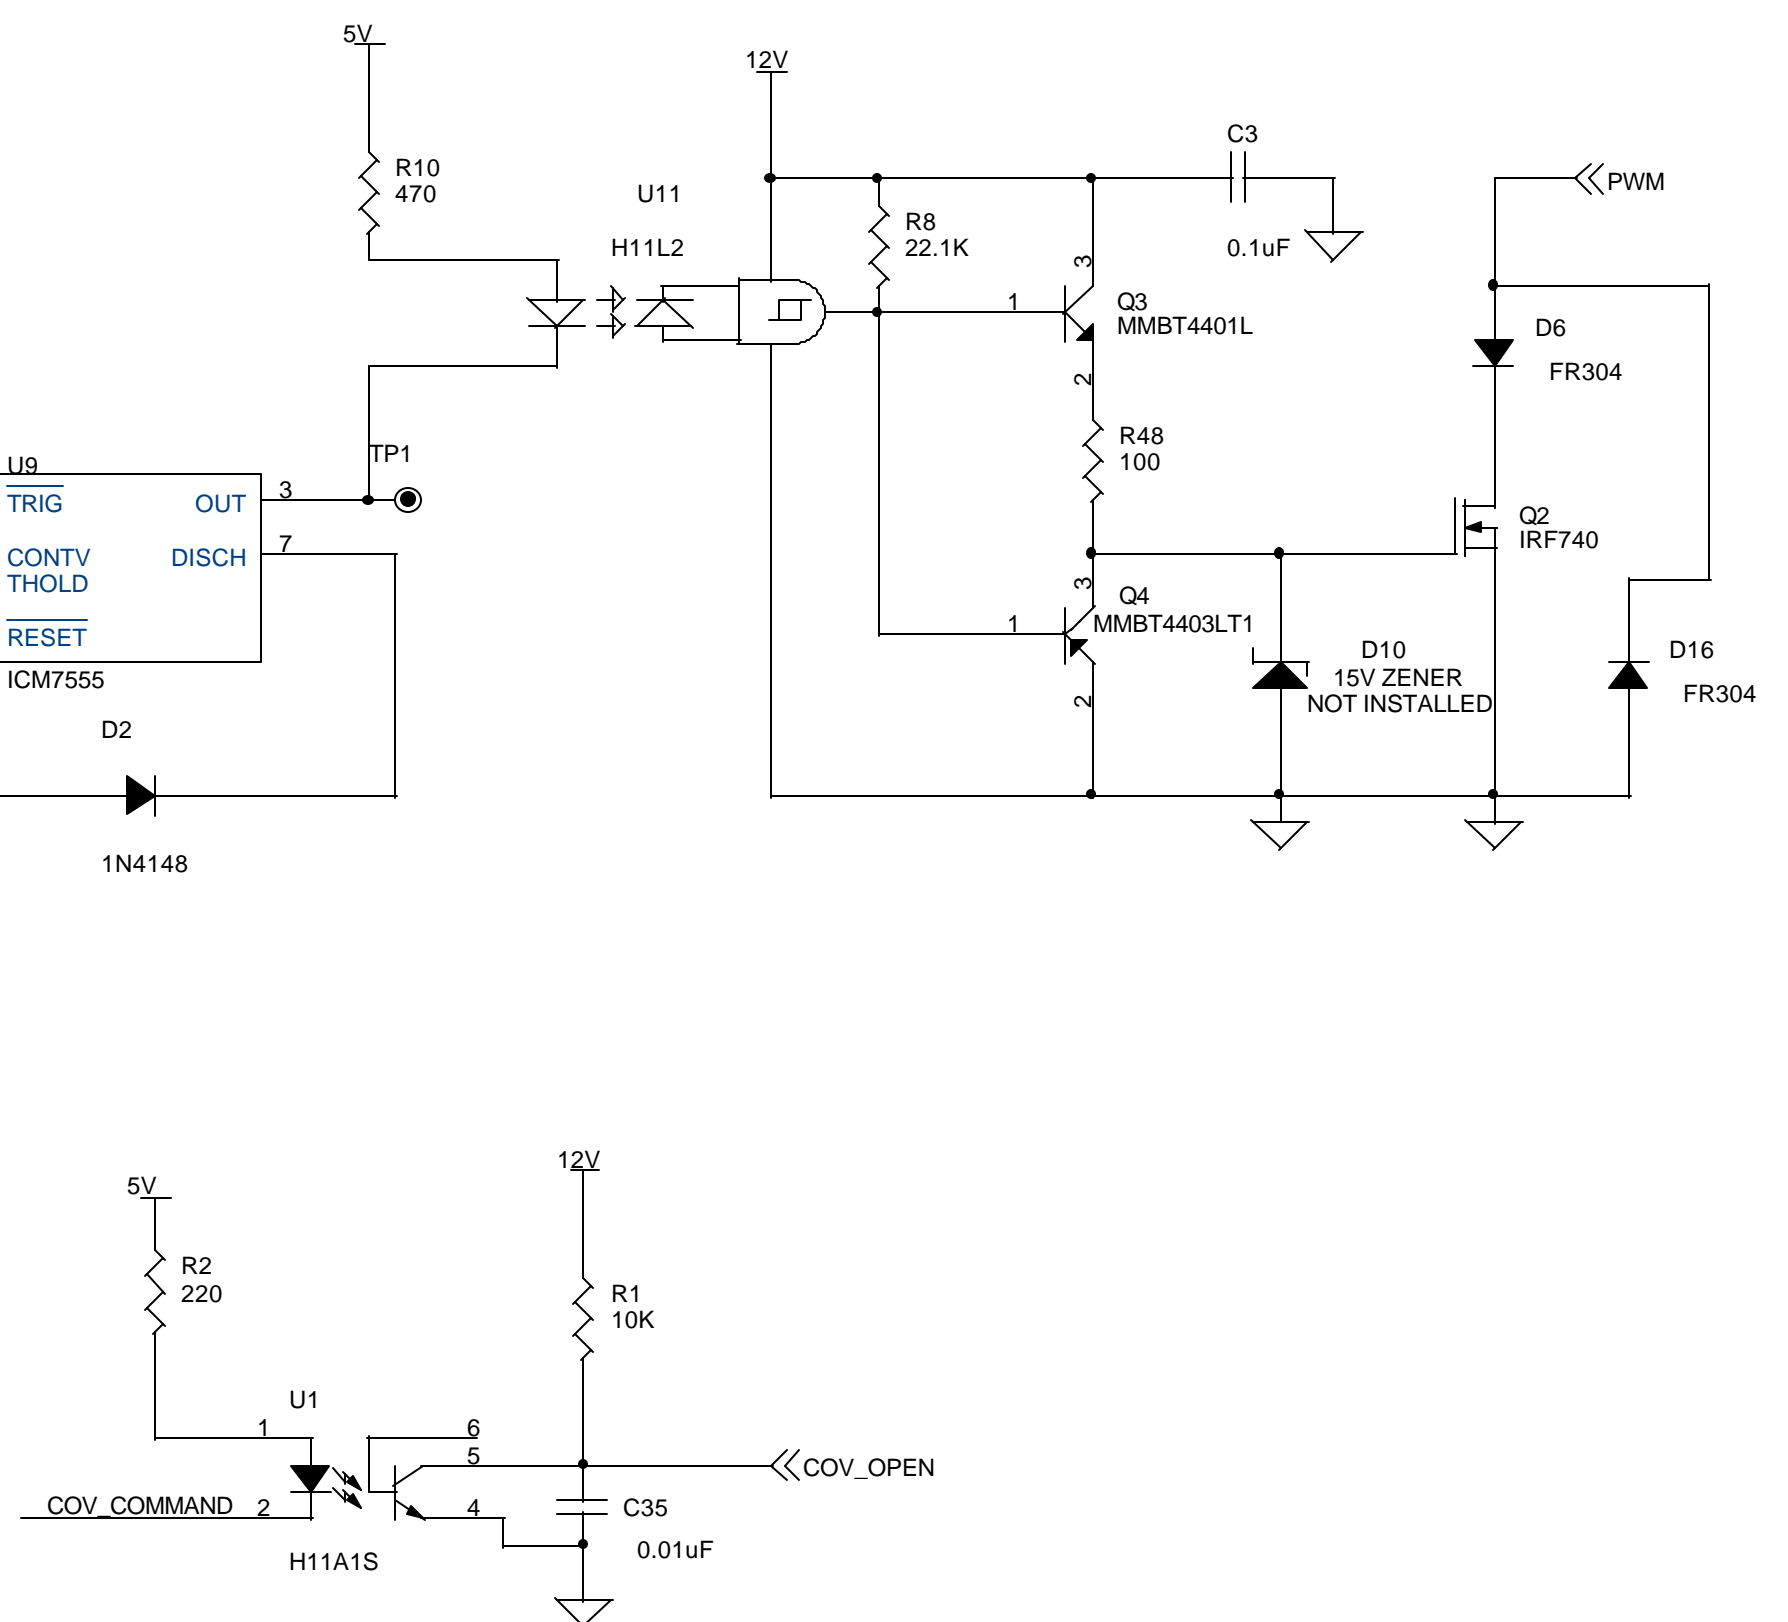 5V
12V
C3
R10
470
U11
H11L2
R8
22.1K
0.1uF
PWM
3
1
Q3
MMBT4401L
D6
FR304
2
R48
100
TP1
U9
TRIG
OUT
3
7
CONTV
DISCH
THOLD
RESET
ICM7555
Q2
IRF740
3
Q4
1
MMBT4403LT1
2
D10
15V ZENER
NOT INSTALLED
D16
FR304
D2
1N4148
12V
5V
R2
220
R1
10K
U1
1
6
5
COV_OPEN
COV_COMMAND
2
4
C35
0.01uF
H11A1S